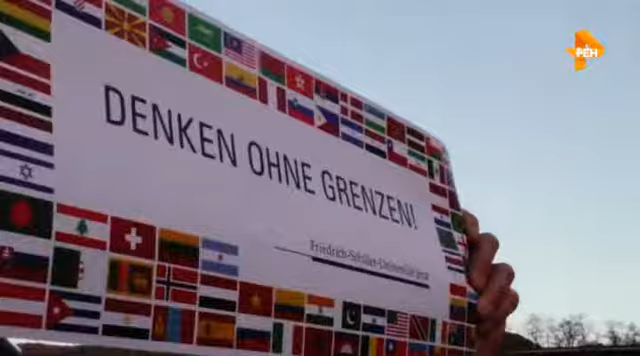 РЕН
DENKEN OHNE GRENZEN!
Friedrich-Schiller-Universität Jena